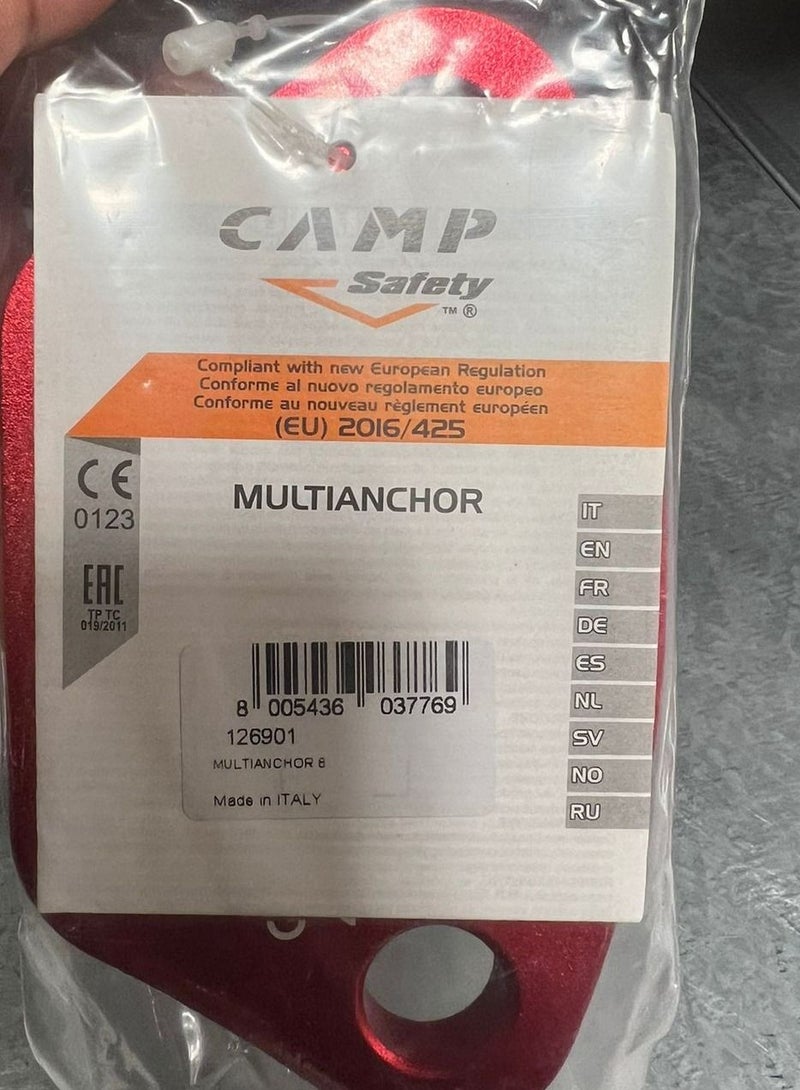 CAMP
Safety
TM ®
Compliant with new European Regulation
Conforme al nuovo regolamento europeo
Conforme au nouveau règlement européen
(EU) 2016/425
CE
0123
MULTIANCHOR
EAC
TP TC
019/2011
IT
EN
FR
DE
ES
NL
SV
NO
RU
8 005436 037769
126901
MULTIANCHOR 6
Made in ITALY